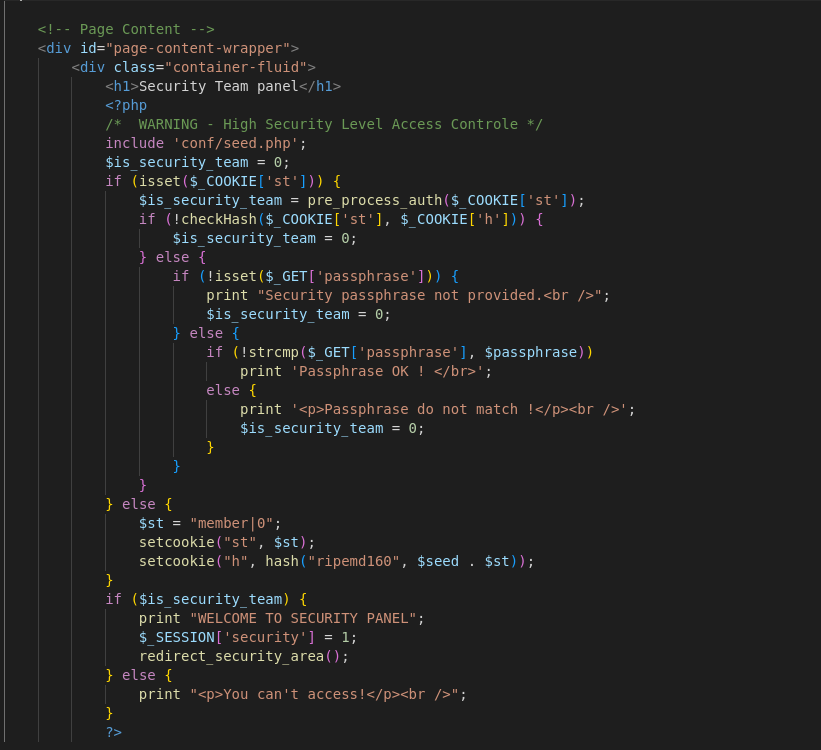 <!-- Page Content -->
<div id="page-content-wrapper">
<div class="container-fluid">
<h1>Security Team panel</h1>
<?php
/*  WARNING - High Security Level Access Controle */
include 'conf/seed.php';
$is_security_team = 0;
if (isset($_COOKIE['st'])) {
$is_security_team = pre_process_auth($_COOKIE['st']);
if (!checkHash($_COOKIE['st'], $_COOKIE['h'])) {
$is_security_team = 0;
} else {
if (!isset($_GET['passphrase'])) {
print "Security passphrase not provided.<br />";
$is_security_team = 0;
} else {
if (!strcmp($_GET['passphrase'], $passphrase))
print 'Passphrase OK ! </br>';
else {
print '<p>Passphrase do not match !</p><br />';
$is_security_team = 0;
}
}
}
} else {
$st = "member|0";
setcookie("st", $st);
setcookie("h", hash("ripemd160", $seed . $st));
}
if ($is_security_team) {
print "WELCOME TO SECURITY PANEL";
$_SESSION['security'] = 1;
redirect_security_area();
} else {
print "<p>You can't access!</p><br />";
}
?>